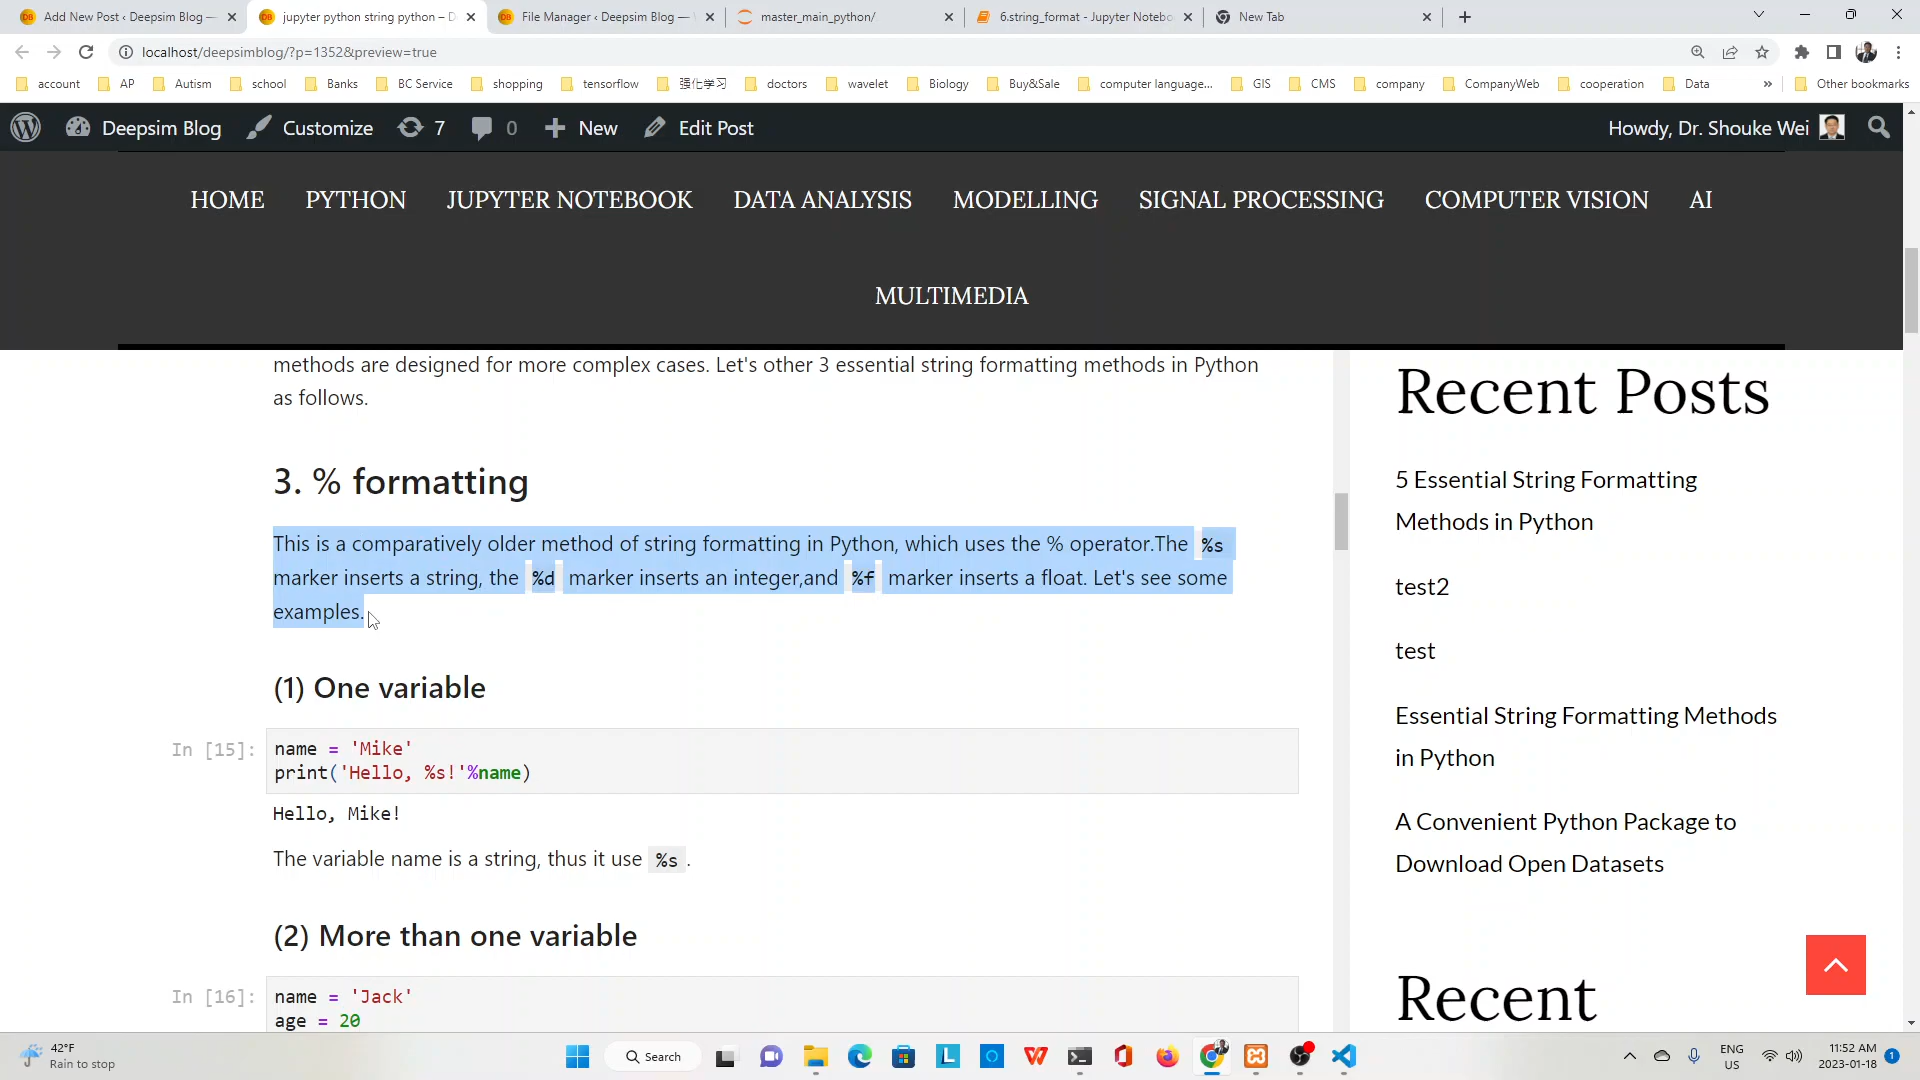 Add New Post ‹ Deepsim Blog —
jupyter python string python – D
File Manager ‹ Deepsim Blog —
master_main_python/
6.string_format - Jupyter Notebo
New Tab
localhost/deepsimblog/?p=1352&preview=true
account AP Autism school Banks BC Service shopping tensorflow 强化学习 doctors wavelet Biology Buy&Sale computer language... GIS CMS company CompanyWeb cooperation Data » Other bookmarks
Deepsim Blog Customize 7 0 New Edit Post Howdy, Dr. Shouke Wei
HOME PYTHON JUPYTER NOTEBOOK DATA ANALYSIS MODELLING SIGNAL PROCESSING COMPUTER VISION AI
MULTIMEDIA
methods are designed for more complex cases. Let's other 3 essential string formatting methods in Python
as follows.
3. % formatting
This is a comparatively older method of string formatting in Python, which uses the % operator.The %s
marker inserts a string, the %d marker inserts an integer,and %f marker inserts a float. Let's see some
examples.
(1) One variable
In [15]: name = 'Mike'
print('Hello, %s!'%name)
Hello, Mike!
The variable name is a string, thus it use %s .
(2) More than one variable
In [16]: name = 'Jack'
age = 20
Recent Posts
5 Essential String Formatting
Methods in Python
test2
test
Essential String Formatting Methods
in Python
A Convenient Python Package to
Download Open Datasets
Recent
42°F
Rain to stop
Search
ENG
US
11:52 AM
2023-01-18
1